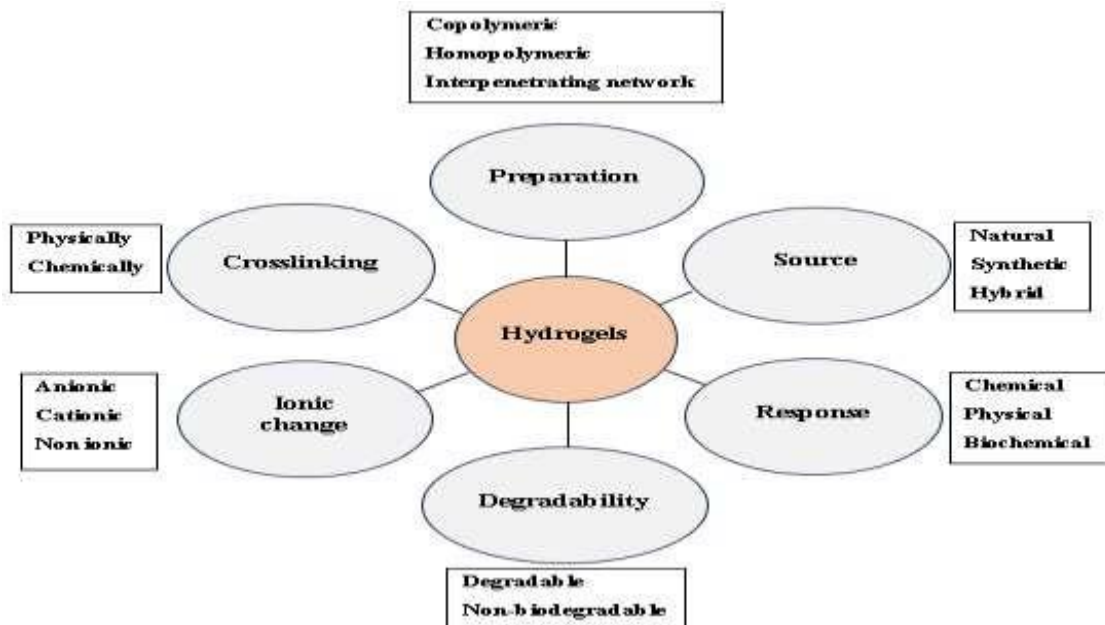 Copolymeric
Homopolymeric
Interpenetrating network
Preparation
Physically
Chemically
Crosslinking
Source
Natural
Synthetic
Hybrid
Hydrogels
Anionic
Cationic
Non ionic
Ionic
change
Response
Chemical
Physical
Biochemical
Degradability
Degradable
Non-biodegradable